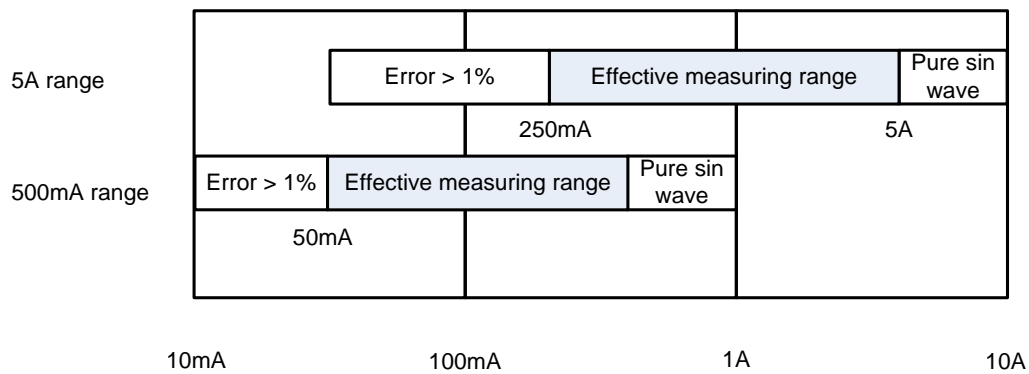 5A range
Error > 1%
Effective measuring range
Pure sin
wave
250mA
5A
500mA range
Error > 1%
Effective measuring range
Pure sin
wave
50mA
10mA
100mA
1A
10A